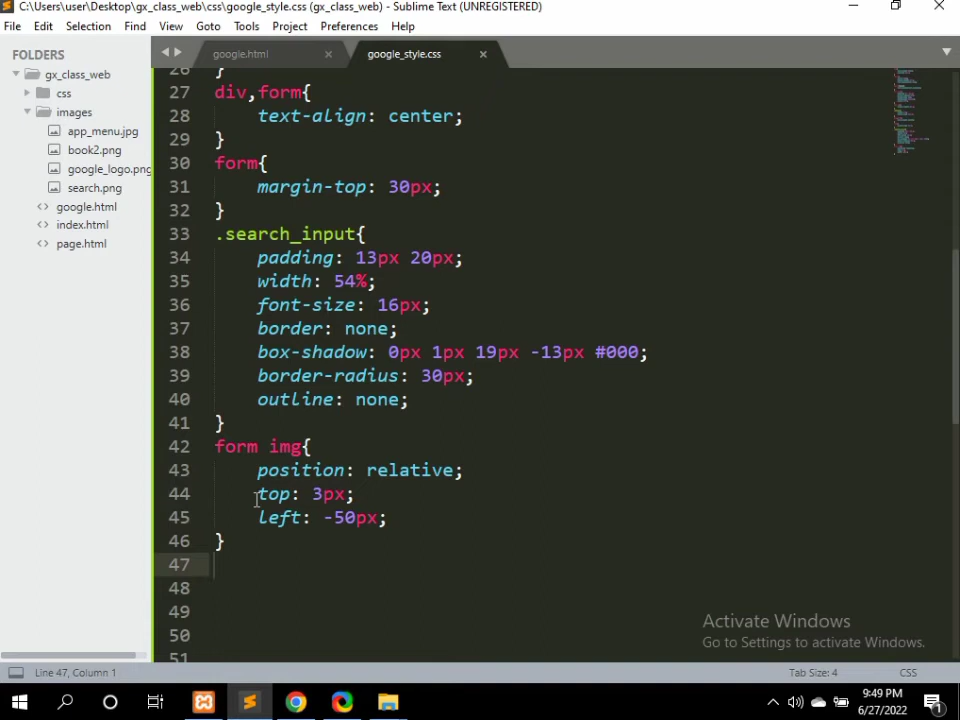 C:\Users\user\Desktop\gx_class_web\css\google_style.css (gx_class_web) - Sublime Text (UNREGISTERED)
File Edit Selection Find View Goto Tools Project Preferences Help
FOLDERS
gx_class_web
css
images
app_menu.jpg
book2.png
google_logo.png
search.png
google.html
index.html
page.html
google.html google_style.css
26 }
27 div,form{
28 text-align: center;
29 }
30 form{
31 margin-top: 30px;
32 }
33 .search_input{
34 padding: 13px 20px;
35 width: 54%;
36 font-size: 16px;
37 border: none;
38 box-shadow: 0px 1px 19px -13px #000;
39 border-radius: 30px;
40 outline: none;
41 }
42 form img{
43 position: relative;
44 top: 3px;
45 left: -50px;
46 }
47
48
49
50
51
Activate Windows
Go to Settings to activate Windows.
Line 47, Column 1 Tab Size: 4 CSS
9:49 PM
6/27/2022
1